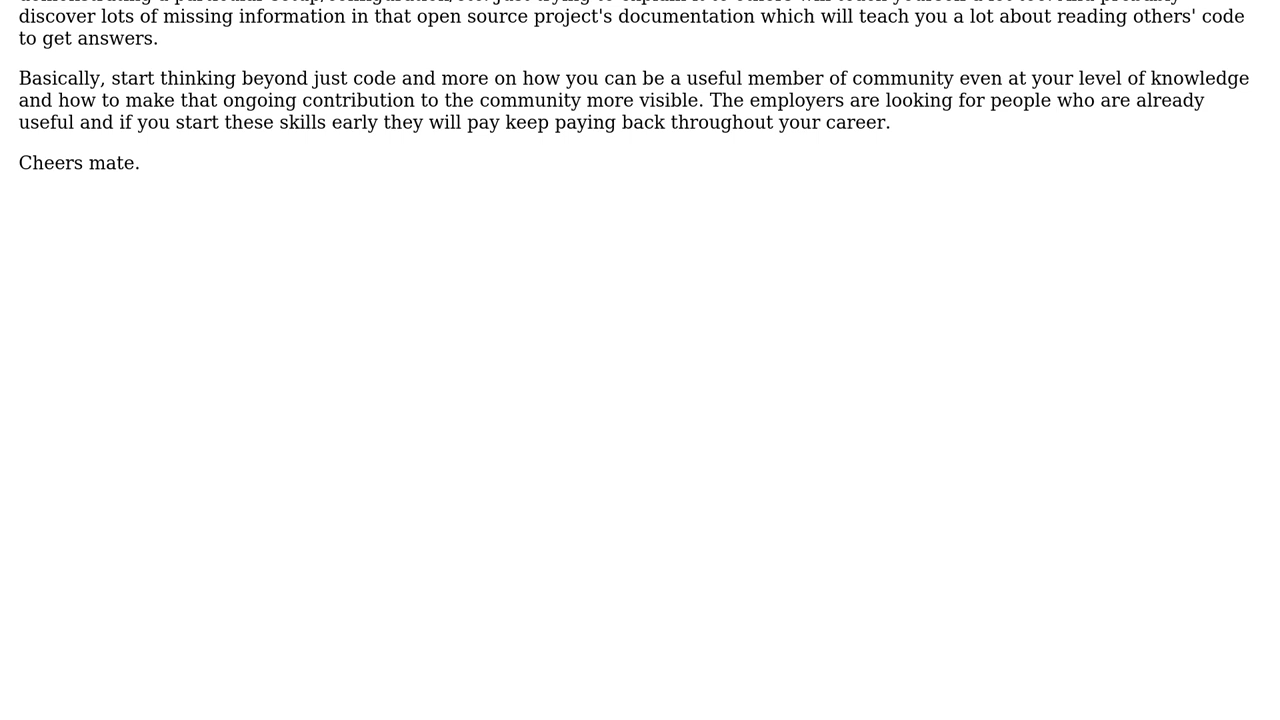 discover lots of missing information in that open source project's documentation which will teach you a lot about reading others' code
to get answers.
Basically, start thinking beyond just code and more on how you can be a useful member of community even at your level of knowledge
and how to make that ongoing contribution to the community more visible. The employers are looking for people who are already
useful and if you start these skills early they will pay keep paying back throughout your career.
Cheers mate.